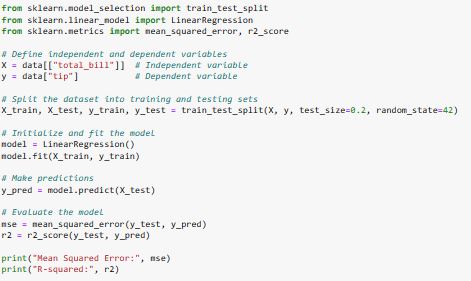 from sklearn.model_selection import train_test_split
from sklearn.linear_model import LinearRegression
from sklearn.metrics import mean_squared_error, r2_score
# Define independent and dependent variables
X = data[["total_bill"]] # Independent variable
y = data["tip"] # Dependent variable
# Split the dataset into training and testing sets
X_train, X_test, y_train, y_test = train_test_split(X, y, test_size=0.2, random_state=42)
# Initialize and fit the model
model = LinearRegression()
model.fit(X_train, y_train)
# Make predictions
y_pred = model.predict(X_test)
# Evaluate the model
mse = mean_squared_error(y_test, y_pred)
r2 = r2_score(y_test, y_pred)
print("Mean Squared Error:", mse)
print("R-squared:", r2)